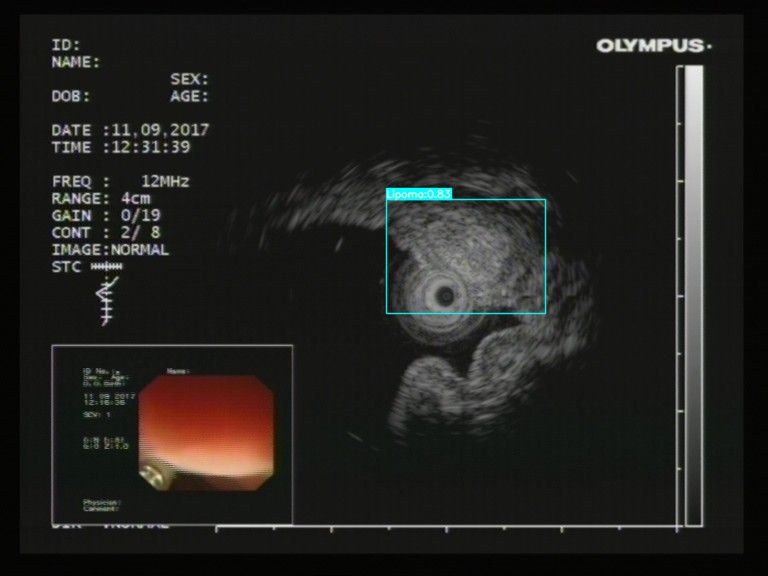 ID:
OLYMPUS
NAME:
SEX:
DOB: AGE:
DATE :11,09,2017
TIME :12:31:39
FREQ : 12MHz
RANGE: 4cm
GAIN : 0/19
CONT : 2/ 8
IMAGE:NORMAL
STC
Lipoma:0.83
ID No.:
Name:
Sex: Age:
D.O.Birth:
11 09 2017
12:16:36
SCV: 1
Physician:
Comment: